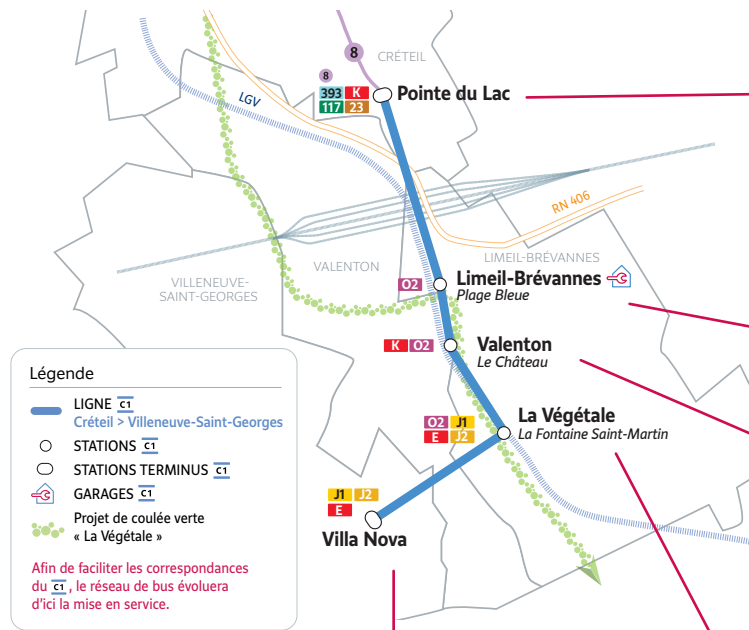 8
CRÉTEIL
8
393 K
117 23
Pointe du Lac
LGV
RN 406
VALENTON
LIMEIL-BRÉVANNES
VILLENEUVE-
SAINT-GEORGES
O2
Limeil-Brévannes
Plage Bleue
K O2
Valenton
Le Château
O2 J1
E J2
La Végétale
La Fontaine Saint-Martin
J1 J2
E
Villa Nova
Légende
LIGNE C1
Créteil > Villeneuve-Saint-Georges
STATIONS C1
STATIONS TERMINUS C1
GARAGES C1
Projet de coulée verte
« La Végétale »
Afin de faciliter les correspondances
du C1, le réseau de bus évoluera
d'ici la mise en service.